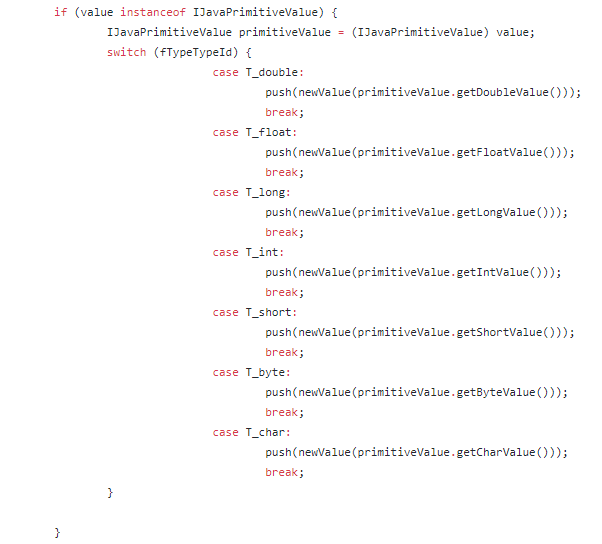 if (value instanceof IJavaPrimitiveValue) {
IJavaPrimitiveValue primitiveValue = (IJavaPrimitiveValue) value;
switch (fTypeTypeId) {
case T_double:
push(newValue(primitiveValue.getDoubleValue()));
break;
case T_float:
push(newValue(primitiveValue.getFloatValue()));
break;
case T_long:
push(newValue(primitiveValue.getLongValue()));
break;
case T_int:
push(newValue(primitiveValue.getIntValue()));
break;
case T_short:
push(newValue(primitiveValue.getShortValue()));
break;
case T_byte:
push(newValue(primitiveValue.getByteValue()));
break;
case T_char:
push(newValue(primitiveValue.getCharValue()));
break;
}
}